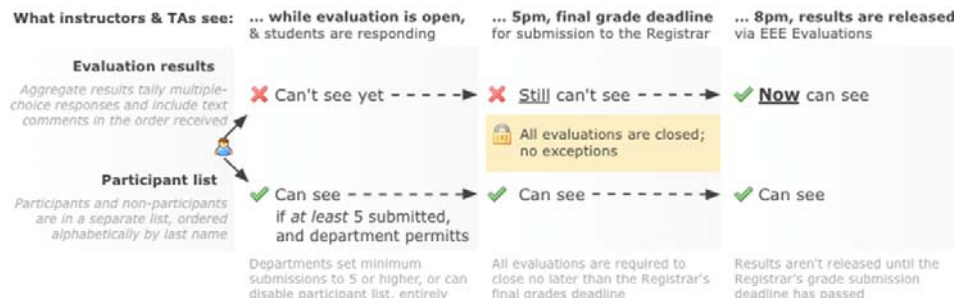 What instructors & TAs see:
... while evaluation is open,
& students are responding
... 5pm, final grade deadline
for submission to the Registrar
... 8pm, results are released
via EEE Evaluations
Evaluation results
Aggregate results tally multiple-
choice responses and include text
comments in the order received
Can't see yet
Still can't see
Now can see
All evaluations are closed;
no exceptions
Participant list
Participants and non-participants
are in a separate list, ordered
alphabetically by last name
Can see
if at least 5 submitted,
and department permitts
Can see
Can see
Departments set minimum
submissions to 5 or higher, or can
disable participant list, entirely
All evaluations are required to
close no later than the Registrar's
final grades deadline
Results aren't released until the
Registrar's grade submission
deadline has passed